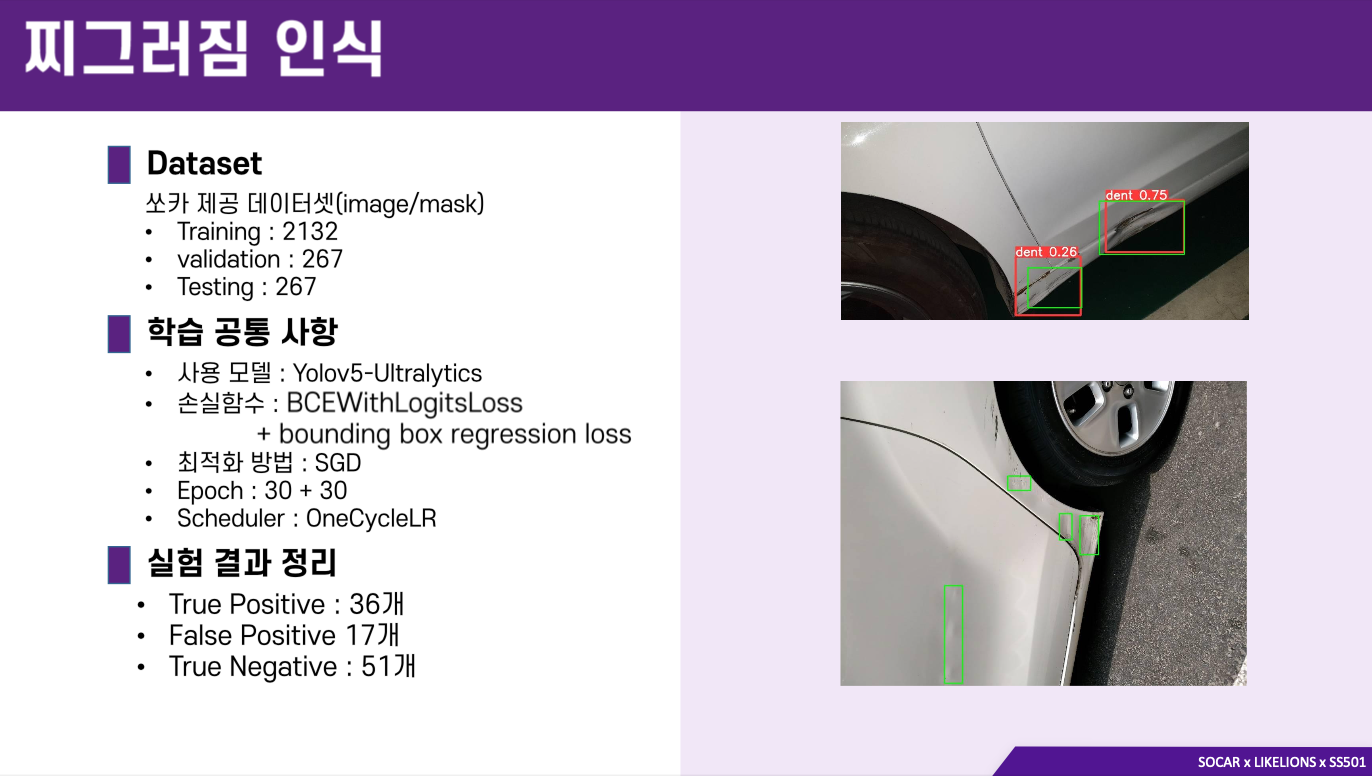 찌그러짐 인식
Dataset
쏘카 제공 데이터셋(image/mask)
• Training : 2132
• validation : 267
• Testing : 267
학습 공통 사항
• 사용 모델 : Yolov5-Ultralytics
• 손실함수 : BCEWithLogitsLoss
+ bounding box regression loss
• 최적화 방법 : SGD
• Epoch : 30 + 30
• Scheduler : OneCycleLR
실험 결과 정리
• True Positive : 36개
• False Positive 17개
• True Negative : 51개
dent 0.75
dent 0.26
SOCAR x LIKELIONS x SS501